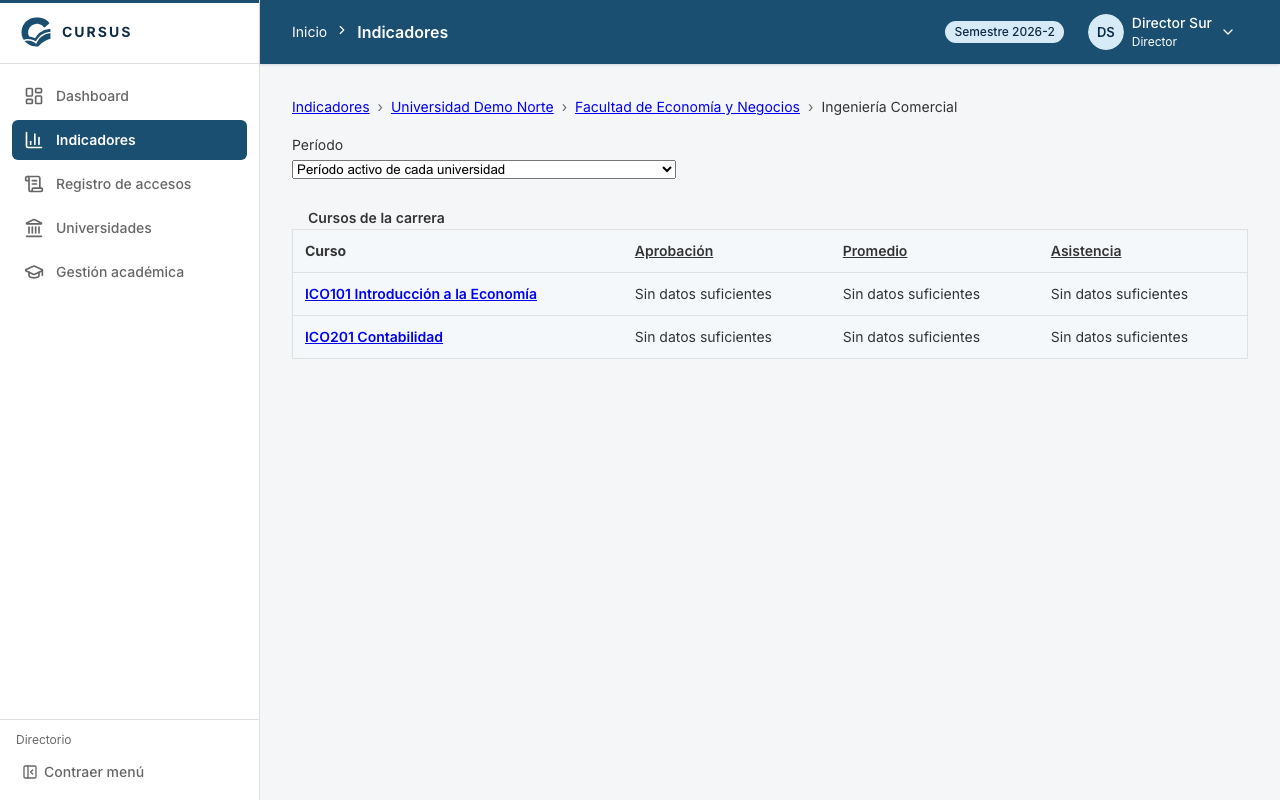 CURSUS
Inicio > Indicadores
Semestre 2026-2
DS
Director Sur
Director
Dashboard
Indicadores
Registro de accesos
Universidades
Gestión académica
Indicadores › Universidad Demo Norte › Facultad de Economía y Negocios › Ingeniería Comercial
Período
Período activo de cada universidad
Cursos de la carrera
Curso Aprobación Promedio Asistencia
ICO101 Introducción a la Economía Sin datos suficientes Sin datos suficientes Sin datos suficientes
ICO201 Contabilidad Sin datos suficientes Sin datos suficientes Sin datos suficientes
Directorio
Contraer menú